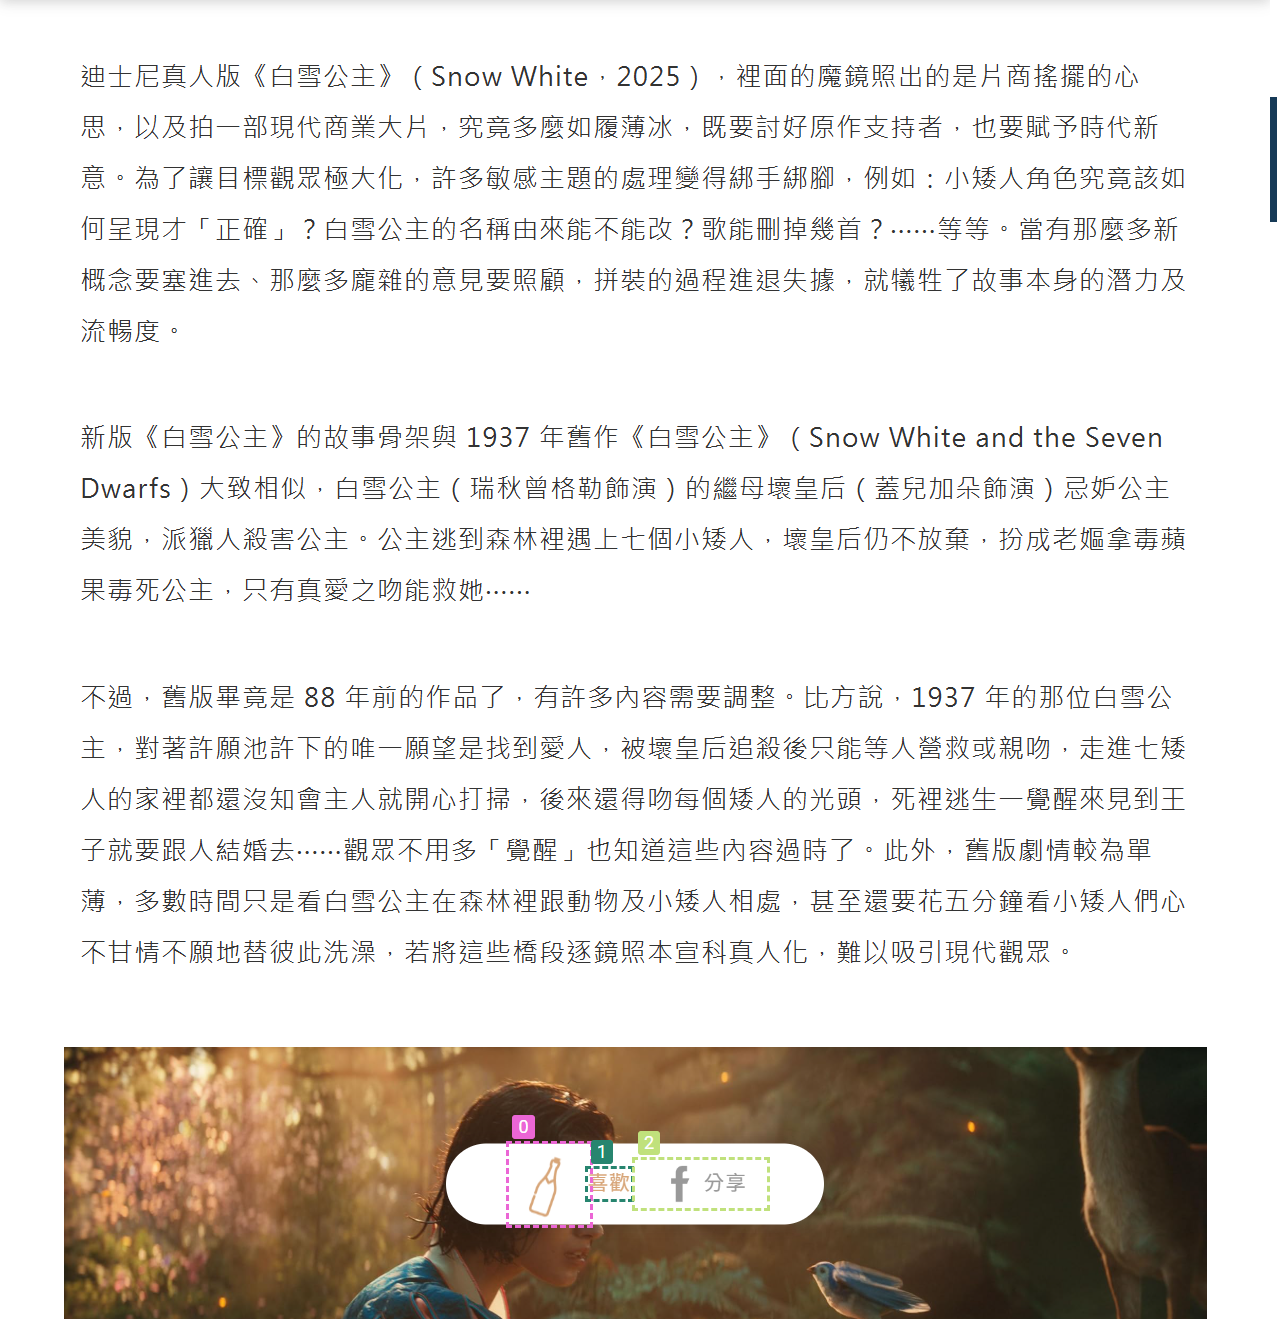 迪士尼真人版《白雪公主》（Snow White，2025），裡面的魔鏡照出的是片商搖擺的心
思，以及拍一部現代商業大片，究竟多麼如履薄冰，既要討好原作支持者，也要賦予時代新
意。為了讓目標觀眾極大化，許多敏感主題的處理變得綁手綁腳，例如：小矮人角色究竟該如
何呈現才「正確」？白雪公主的名稱由來能不能改？歌能刪掉幾首？⋯⋯等等。當有那麼多新
概念要塞進去、那麼多龐雜的意見要照顧，拼裝的過程進退失據，就犧牲了故事本身的潛力及
流暢度。
新版《白雪公主》的故事骨架與 1937 年舊作《白雪公主》（Snow White and the Seven
Dwarfs）大致相似，白雪公主（瑞秋曾格勒飾演）的繼母壞皇后（蓋兒加朵飾演）忌妒公主
美貌，派獵人殺害公主。公主逃到森林裡遇上七個小矮人，壞皇后仍不放棄，扮成老嫗拿毒蘋
果毒死公主，只有真愛之吻能救她⋯⋯
不過，舊版畢竟是 88 年前的作品了，有許多內容需要調整。比方說，1937 年的那位白雪公
主，對著許願池許下的唯一願望是找到愛人，被壞皇后追殺後只能等人營救或親吻，走進七矮
人的家裡都還沒知會主人就開心打掃，後來還得吻每個矮人的光頭，死裡逃生一覺醒來見到王
子就要跟人結婚去⋯⋯觀眾不用多「覺醒」也知道這些內容過時了。此外，舊版劇情較為單
薄，多數時間只是看白雪公主在森林裡跟動物及小矮人相處，甚至還要花五分鐘看小矮人們心
不甘情不願地替彼此洗澡，若將這些橋段逐鏡照本宣科真人化，難以吸引現代觀眾。
0
1
2
喜歡
分享